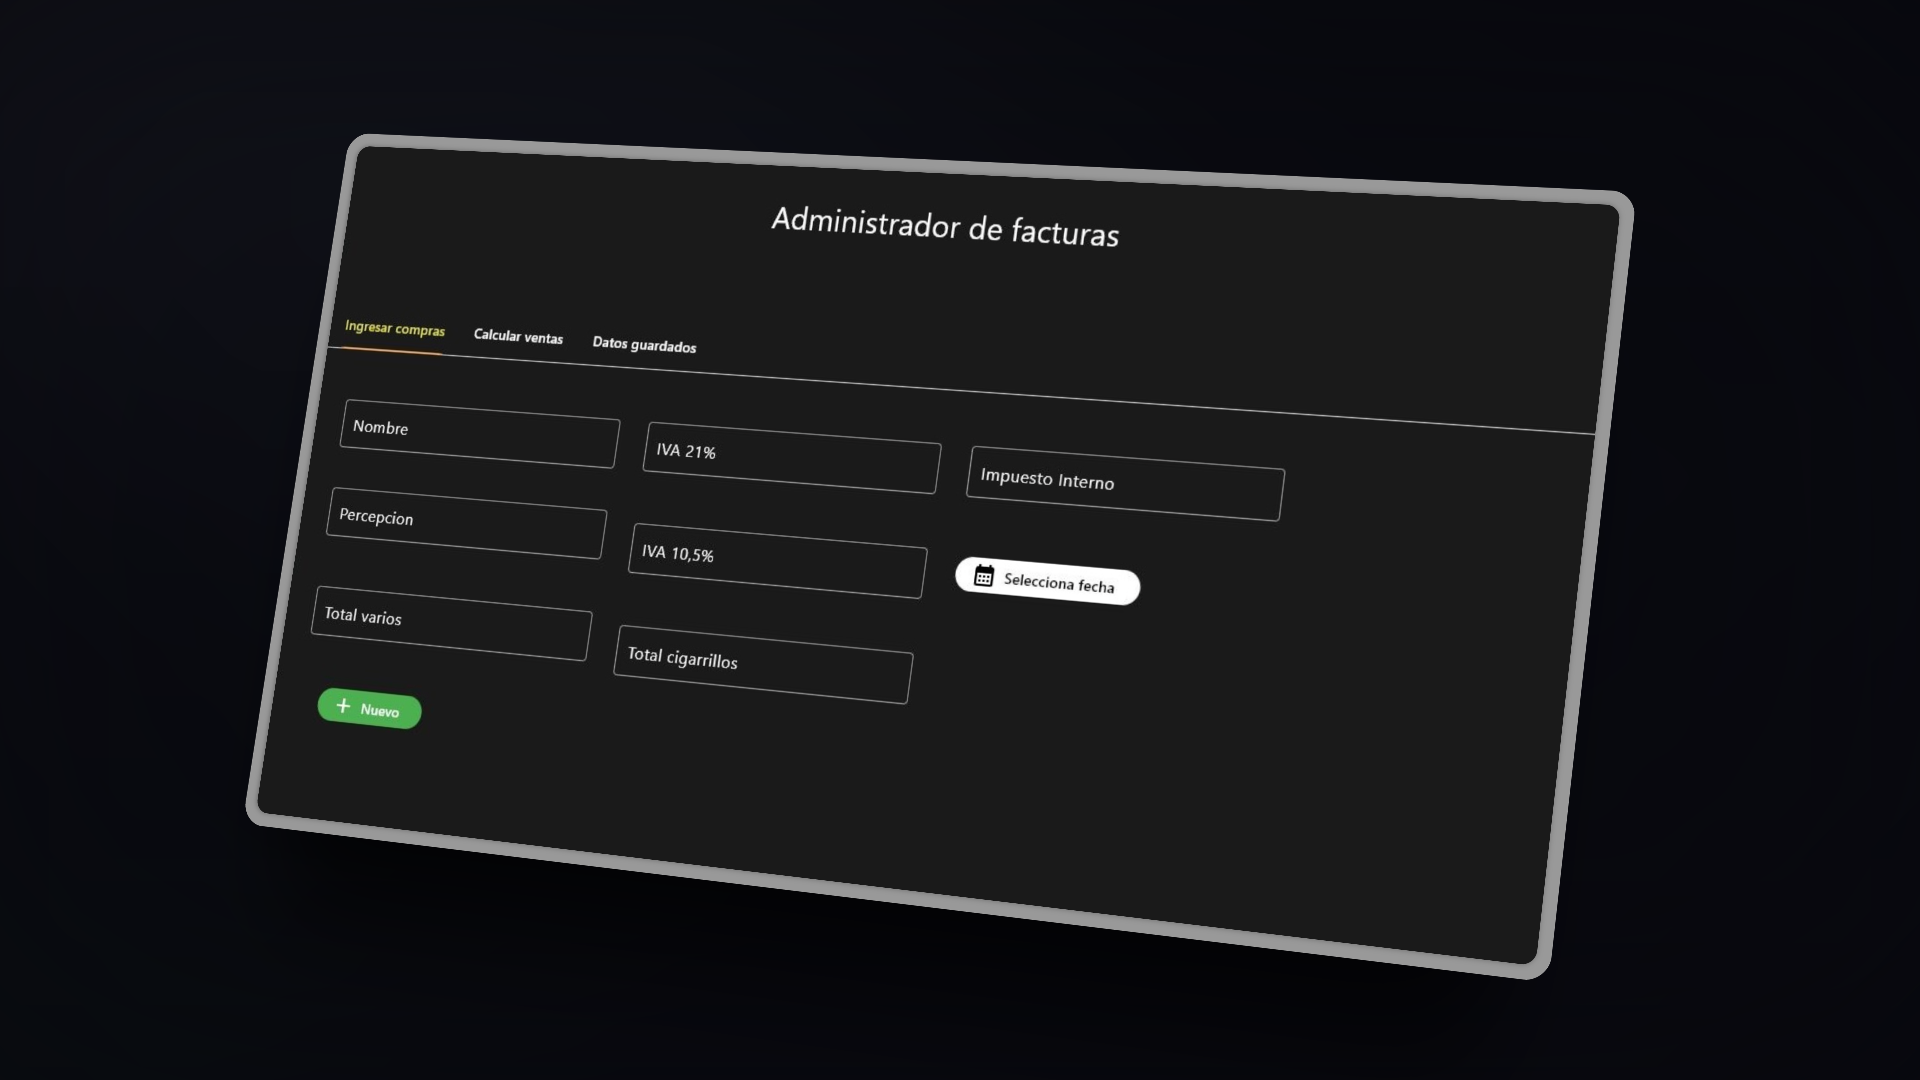 Administrador de facturas
Ingresar compras
Calcular ventas
Datos guardados
Nombre
IVA 21%
Impuesto Interno
Percepcion
IVA 10,5%
Selecciona fecha
Total varios
Total cigarrillos
Nuevo